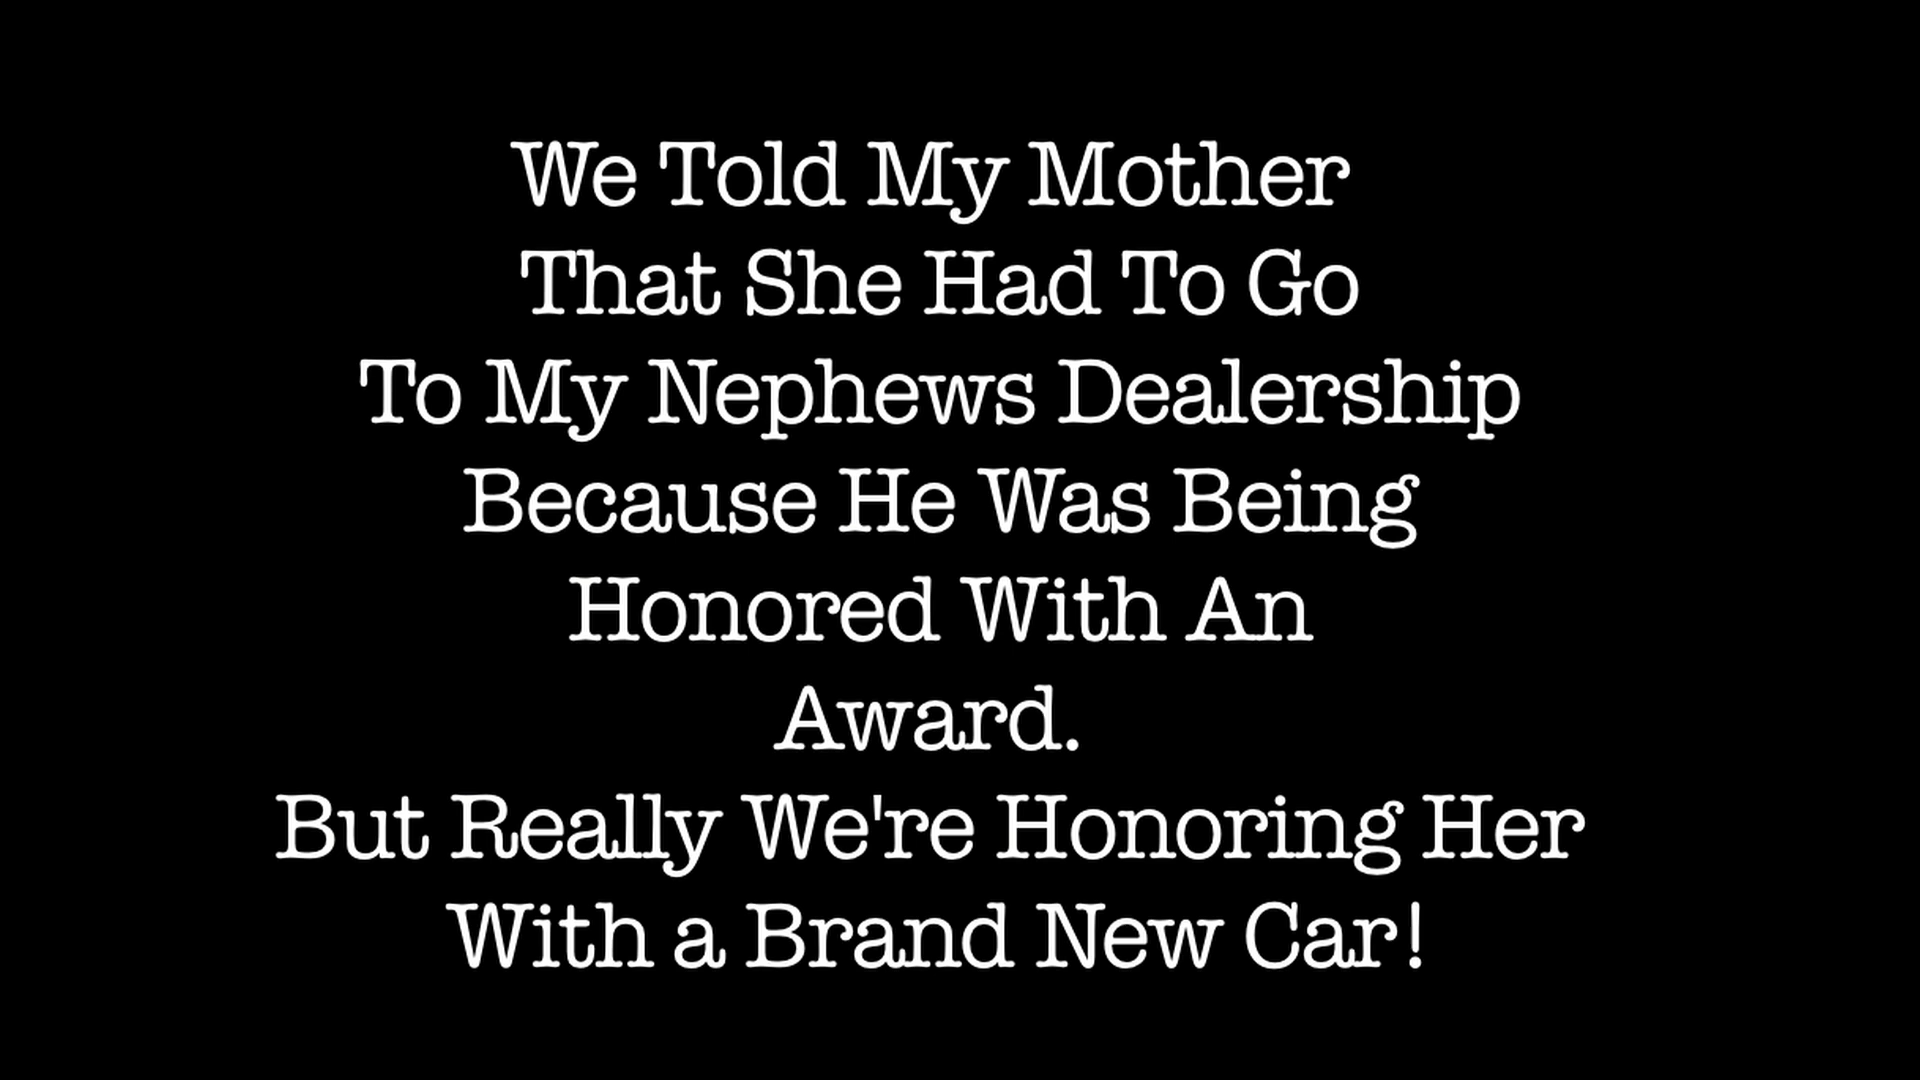 We Told My Mother
That She Had To Go
To My Nephews Dealership
Because He Was Being
Honored With An
Award.
But Really We're Honoring Her
With a Brand New Car!